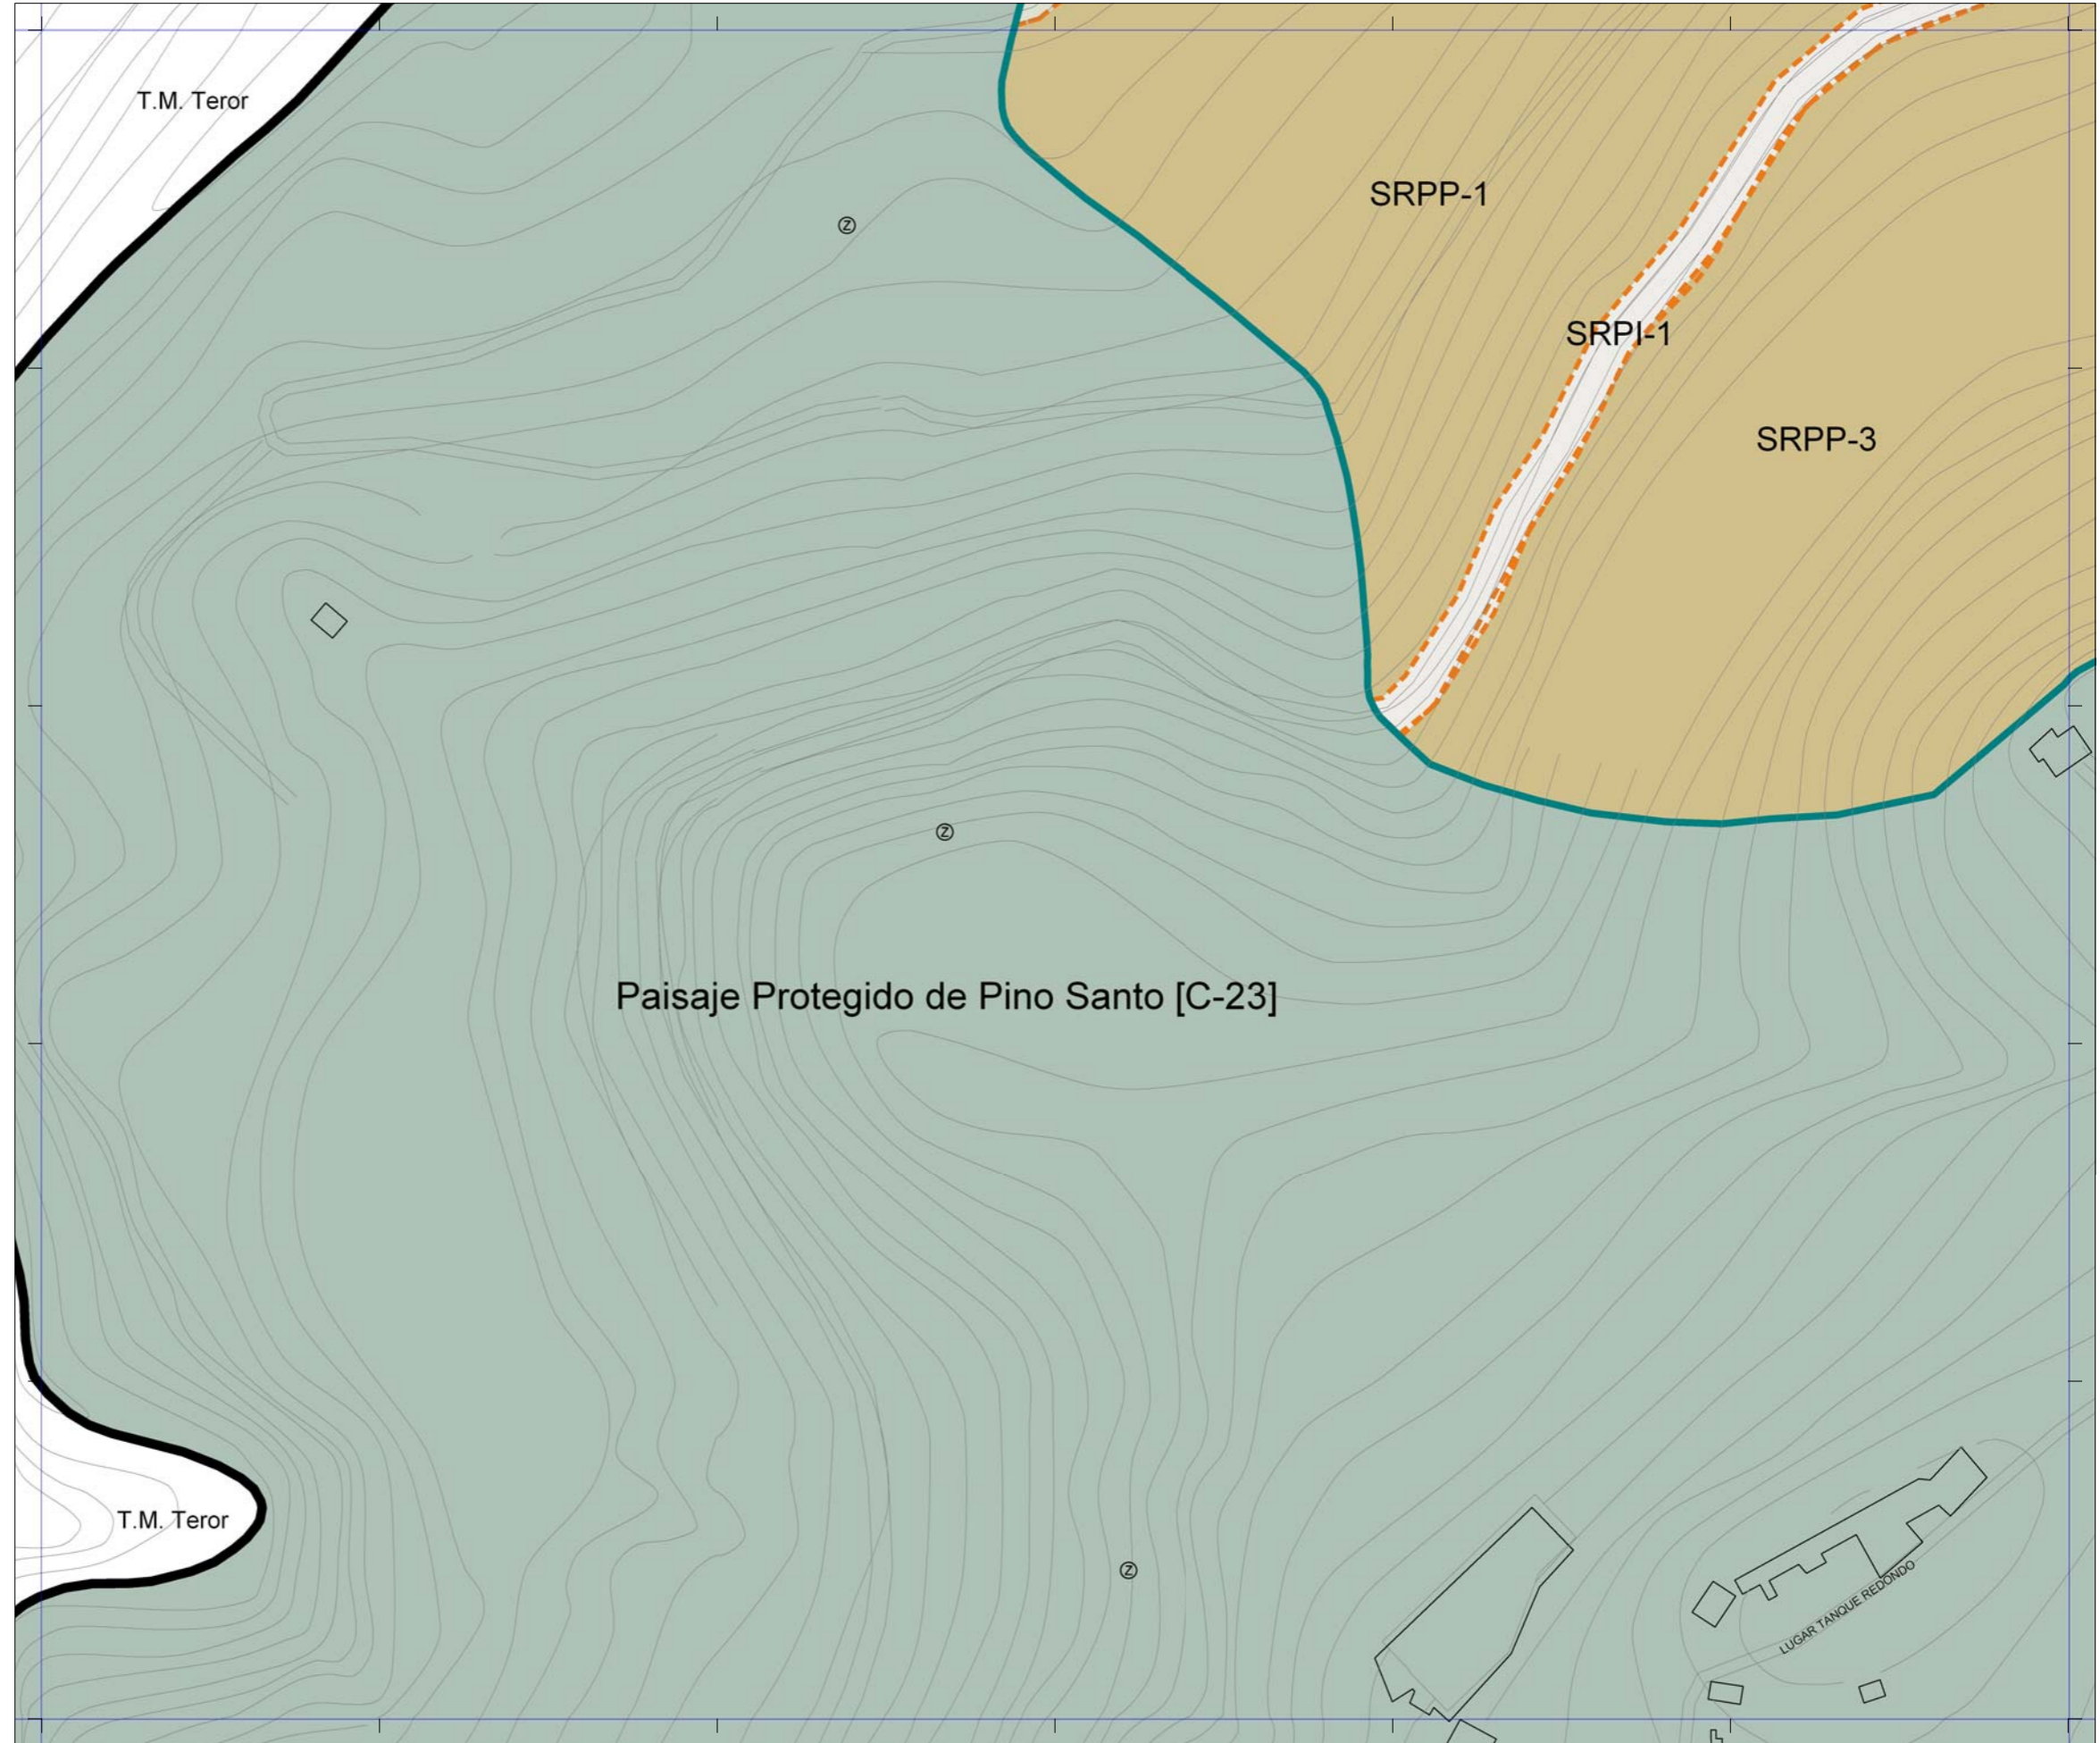 T.M. Teror
SRPP-1
Z
SRPI-1
SRPP-3
Z
Paisaje Protegido de Pino Santo [C-23]
T.M. Teror
Z
LUGAR TANQUE REDONDO